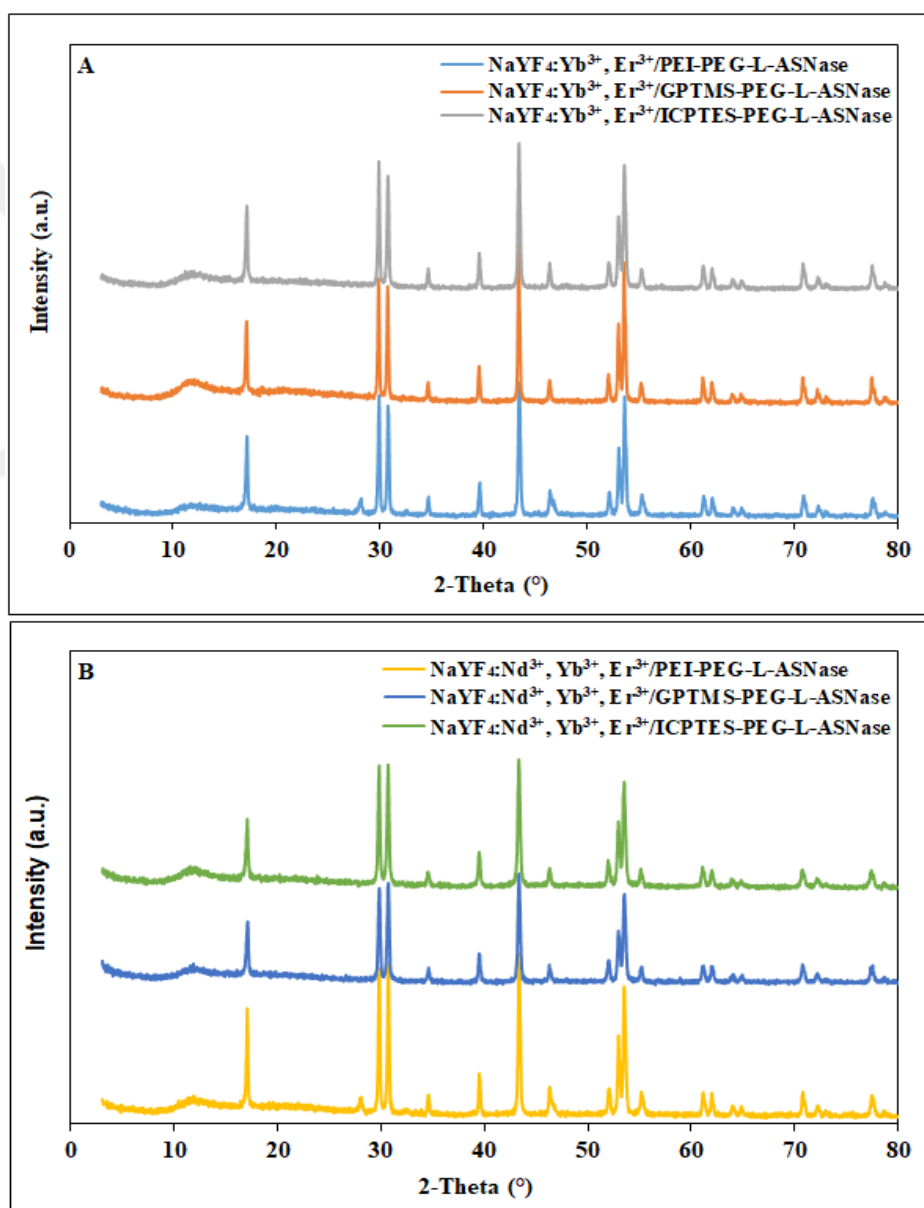 A
NaYF₄:Yb³⁺, Er³⁺/PEI-PEG-L-ASNase
NaYF₄:Yb³⁺, Er³⁺/GPTMS-PEG-L-ASNase
NaYF₄:Yb³⁺, Er³⁺/ICPTES-PEG-L-ASNase
Intensity (a.u.)
0 10 20 30 40 50 60 70 80
2-Theta (°)
B
NaYF₄:Nd³⁺, Yb³⁺, Er³⁺/PEI-PEG-L-ASNase
NaYF₄:Nd³⁺, Yb³⁺, Er³⁺/GPTMS-PEG-L-ASNase
NaYF₄:Nd³⁺, Yb³⁺, Er³⁺/ICPTES-PEG-L-ASNase
Intensity (a.u.)
0 10 20 30 40 50 60 70 80
2-Theta (°)